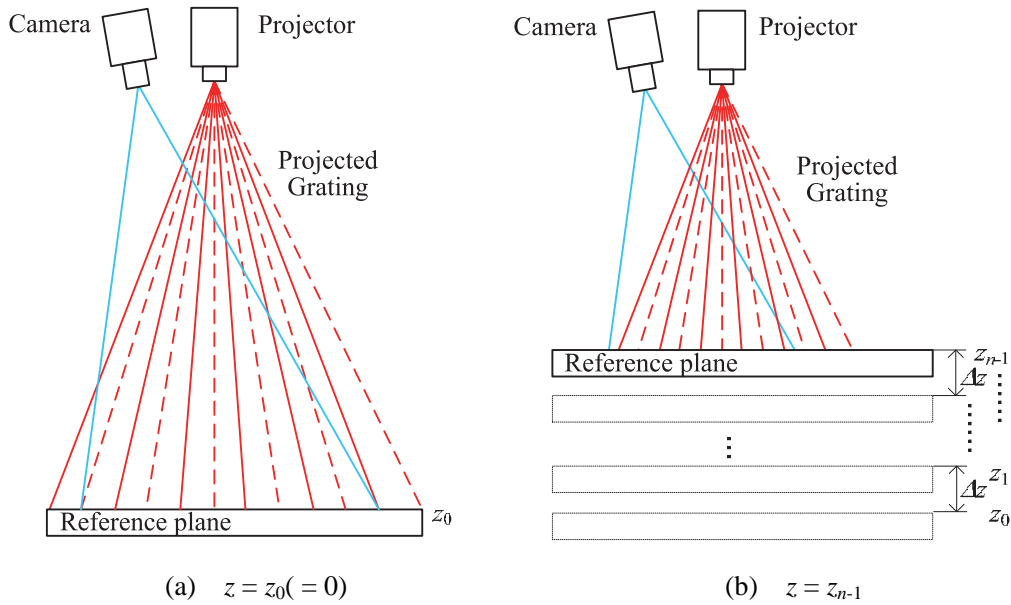 Camera
Projector
Projected
Grating
Reference plane
z0
(a) z = z0( = 0)
Camera
Projector
Projected
Grating
Reference plane
zn-1
Δz
z1
Δz
z0
(b) z = zn-1